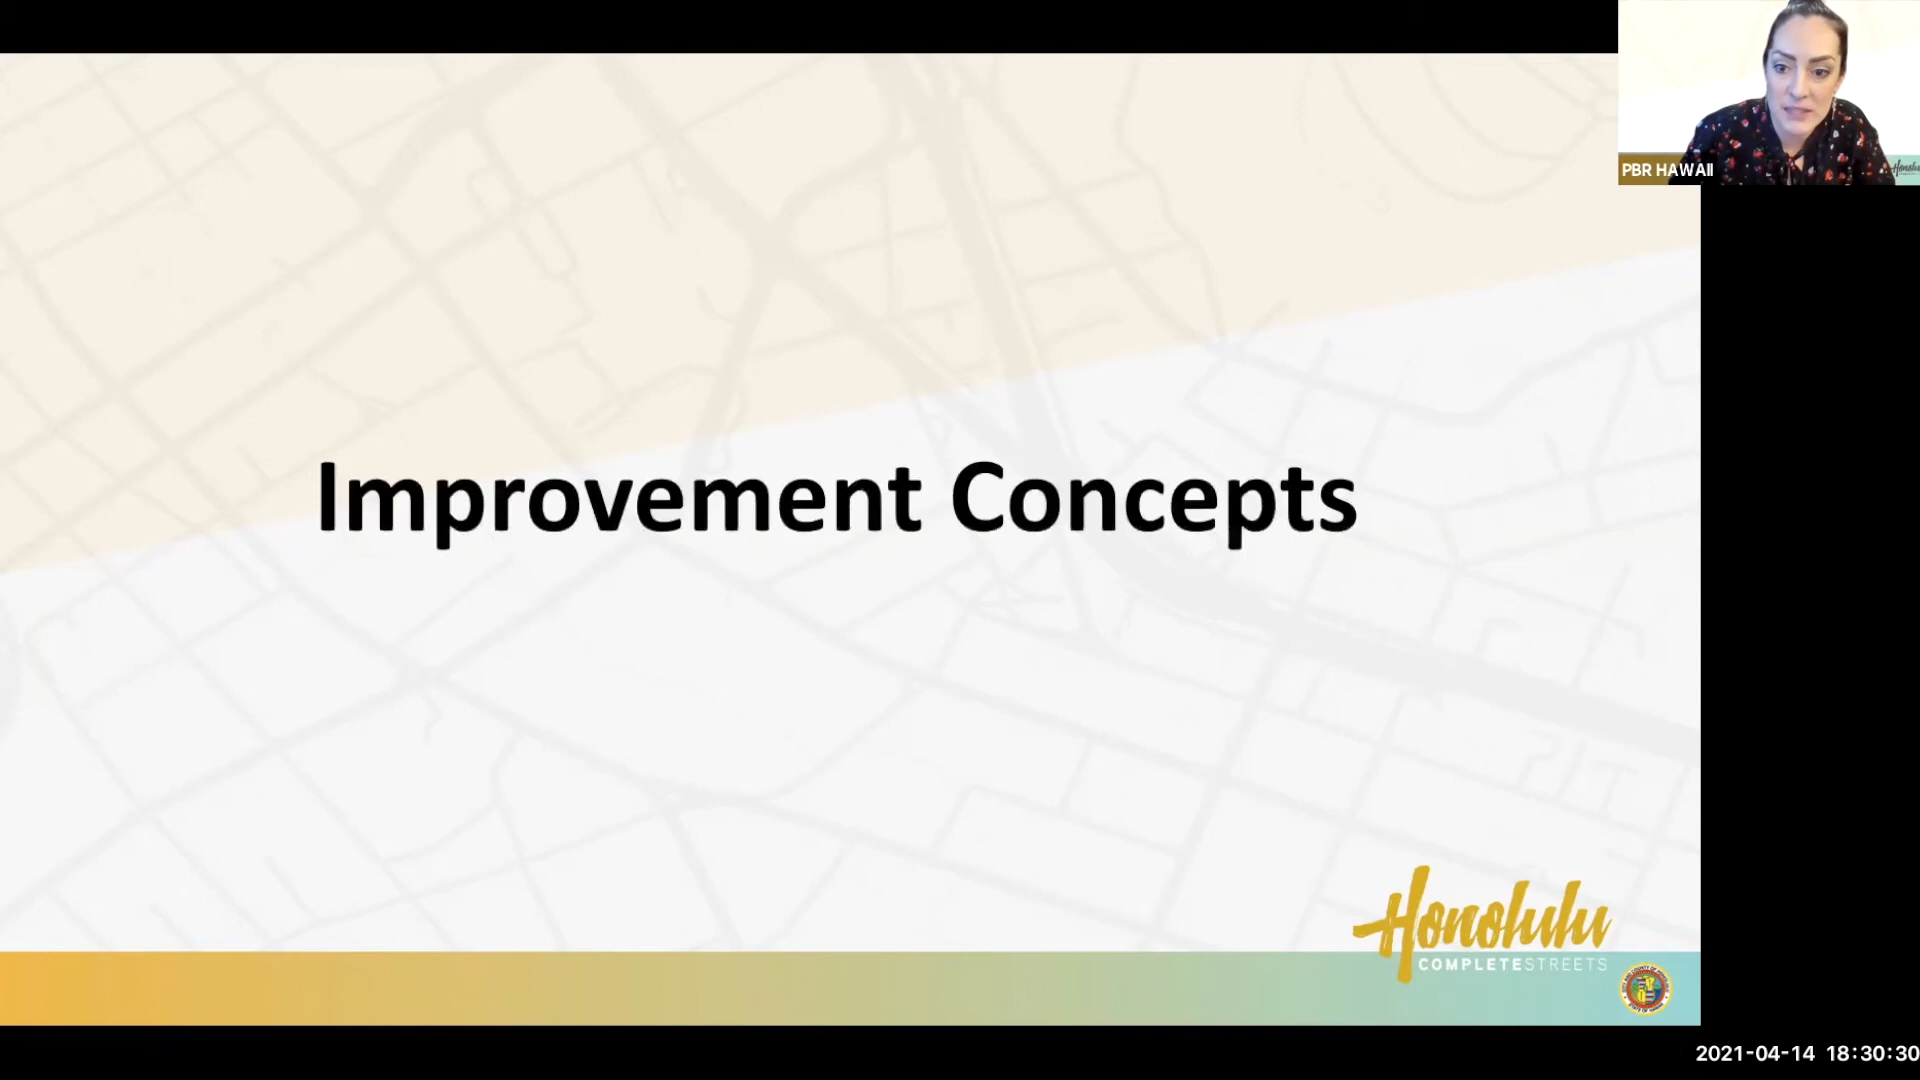 PBR HAWAII
Improvement Concepts
Honolulu
COMPLETESTREETS
2021-04-14 18:30:30